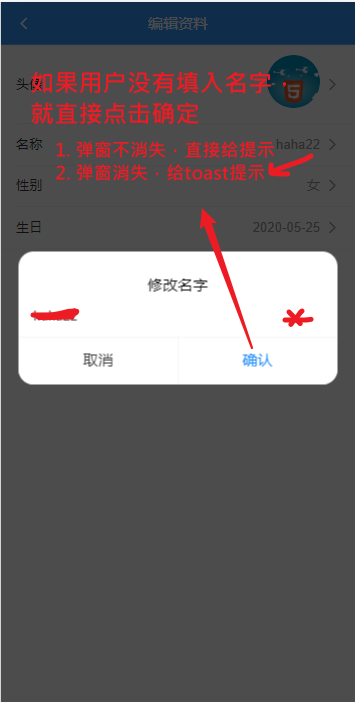 编辑资料
头像
如果用户没有填入名字，
就直接点击确定
名称 haha22
1. 弹窗不消失，直接给提示
2. 弹窗消失，给toast提示
性别 女
生日 2020-05-25
修改名字
取消 确认